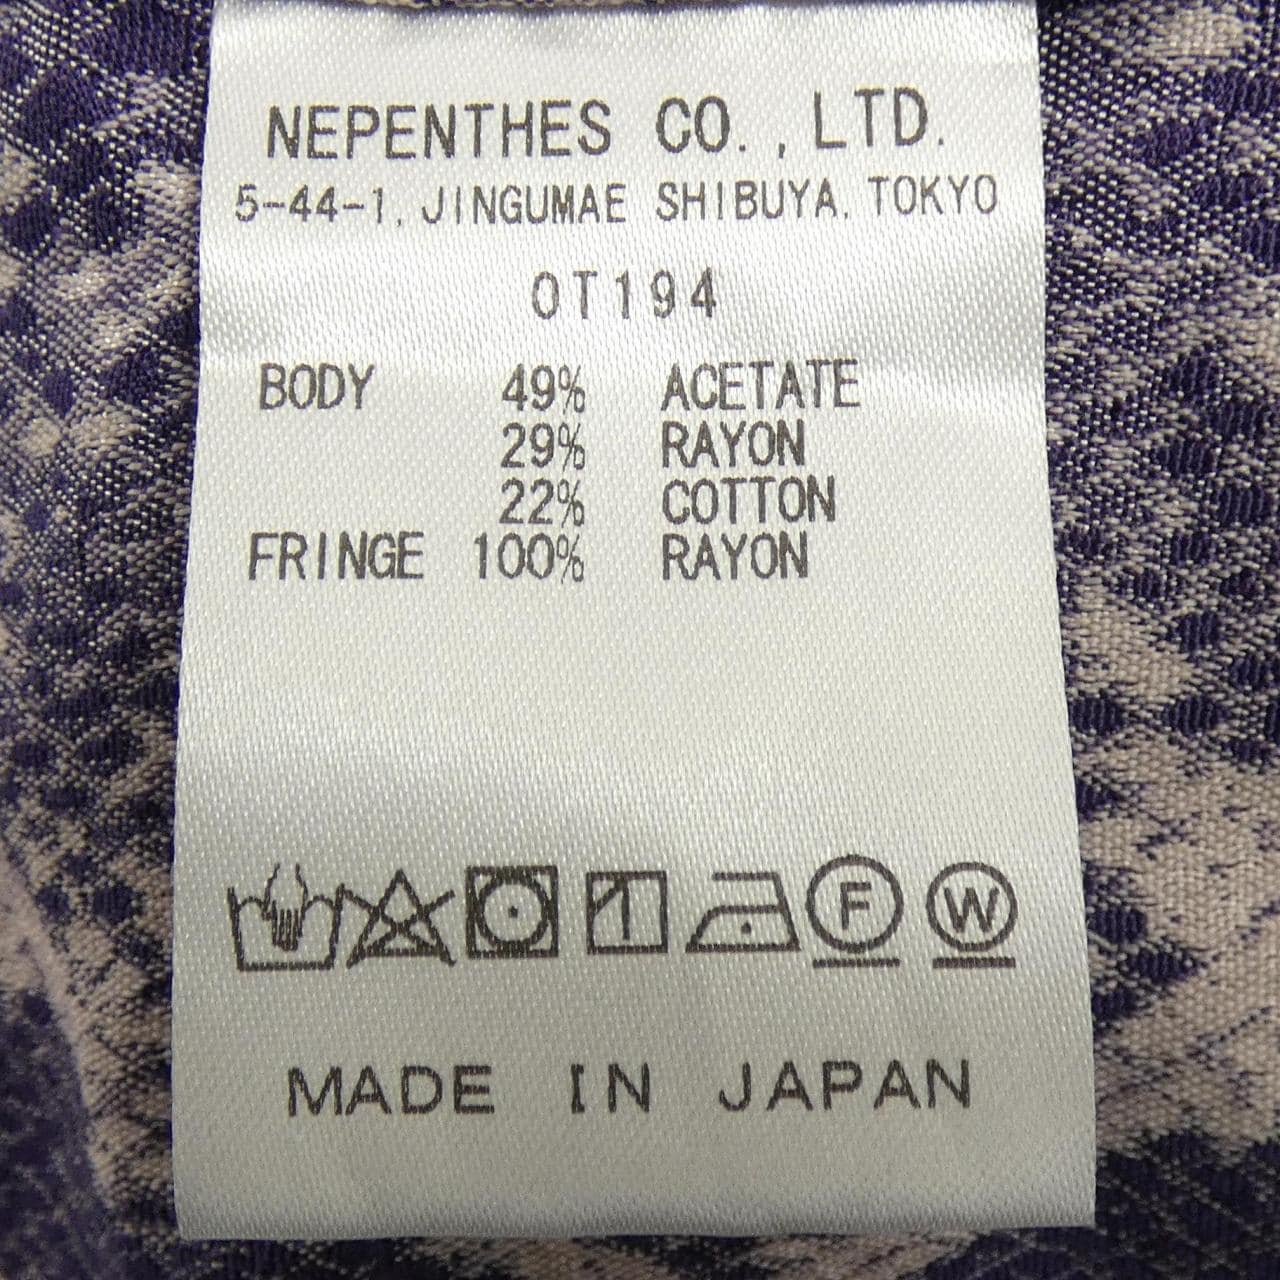 NEPENTHES CO., LTD.
5-44-1, JINGUMAE SHIBUYA, TOKYO
OT194
BODY 49% ACETATE
29% RAYON
22% COTTON
FRINGE 100% RAYON
F W
MADE IN JAPAN